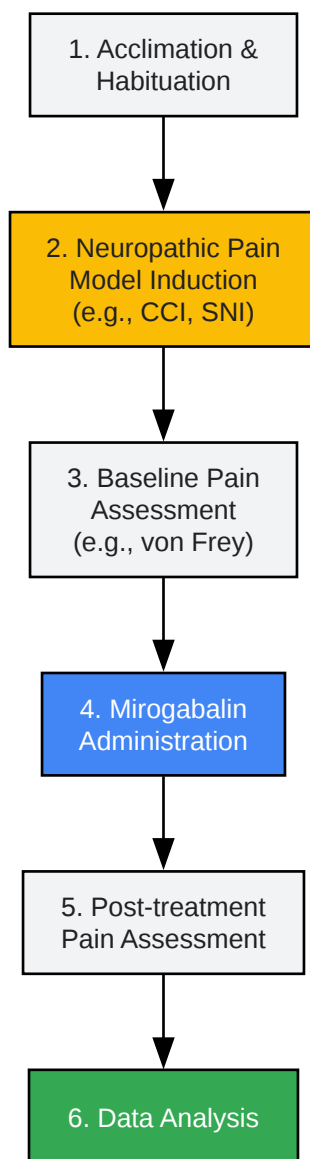 1. Acclimation &
Habituation
2. Neuropathic Pain
Model Induction
(e.g., CCI, SNI)
3. Baseline Pain
Assessment
(e.g., von Frey)
4. Mirogabalin
Administration
5. Post-treatment
Pain Assessment
6. Data Analysis